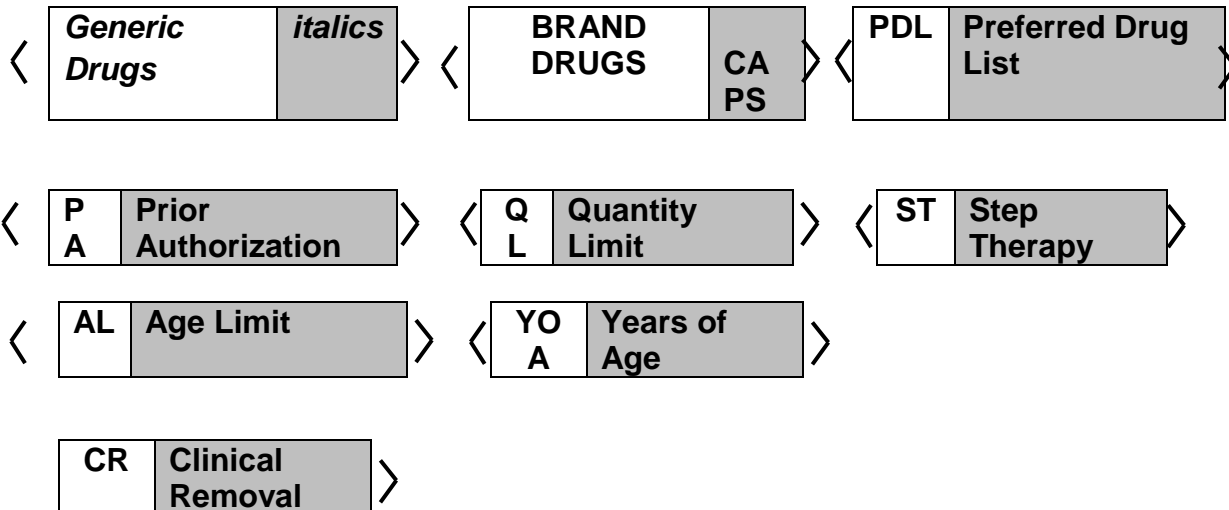 Generic italics
Drugs
BRAND
DRUGS CA
PS
PDL Preferred Drug
List
P Prior
A Authorization
Q Quantity
L Limit
ST Step
Therapy
AL Age Limit
YO Years of
A Age
CR Clinical
Removal